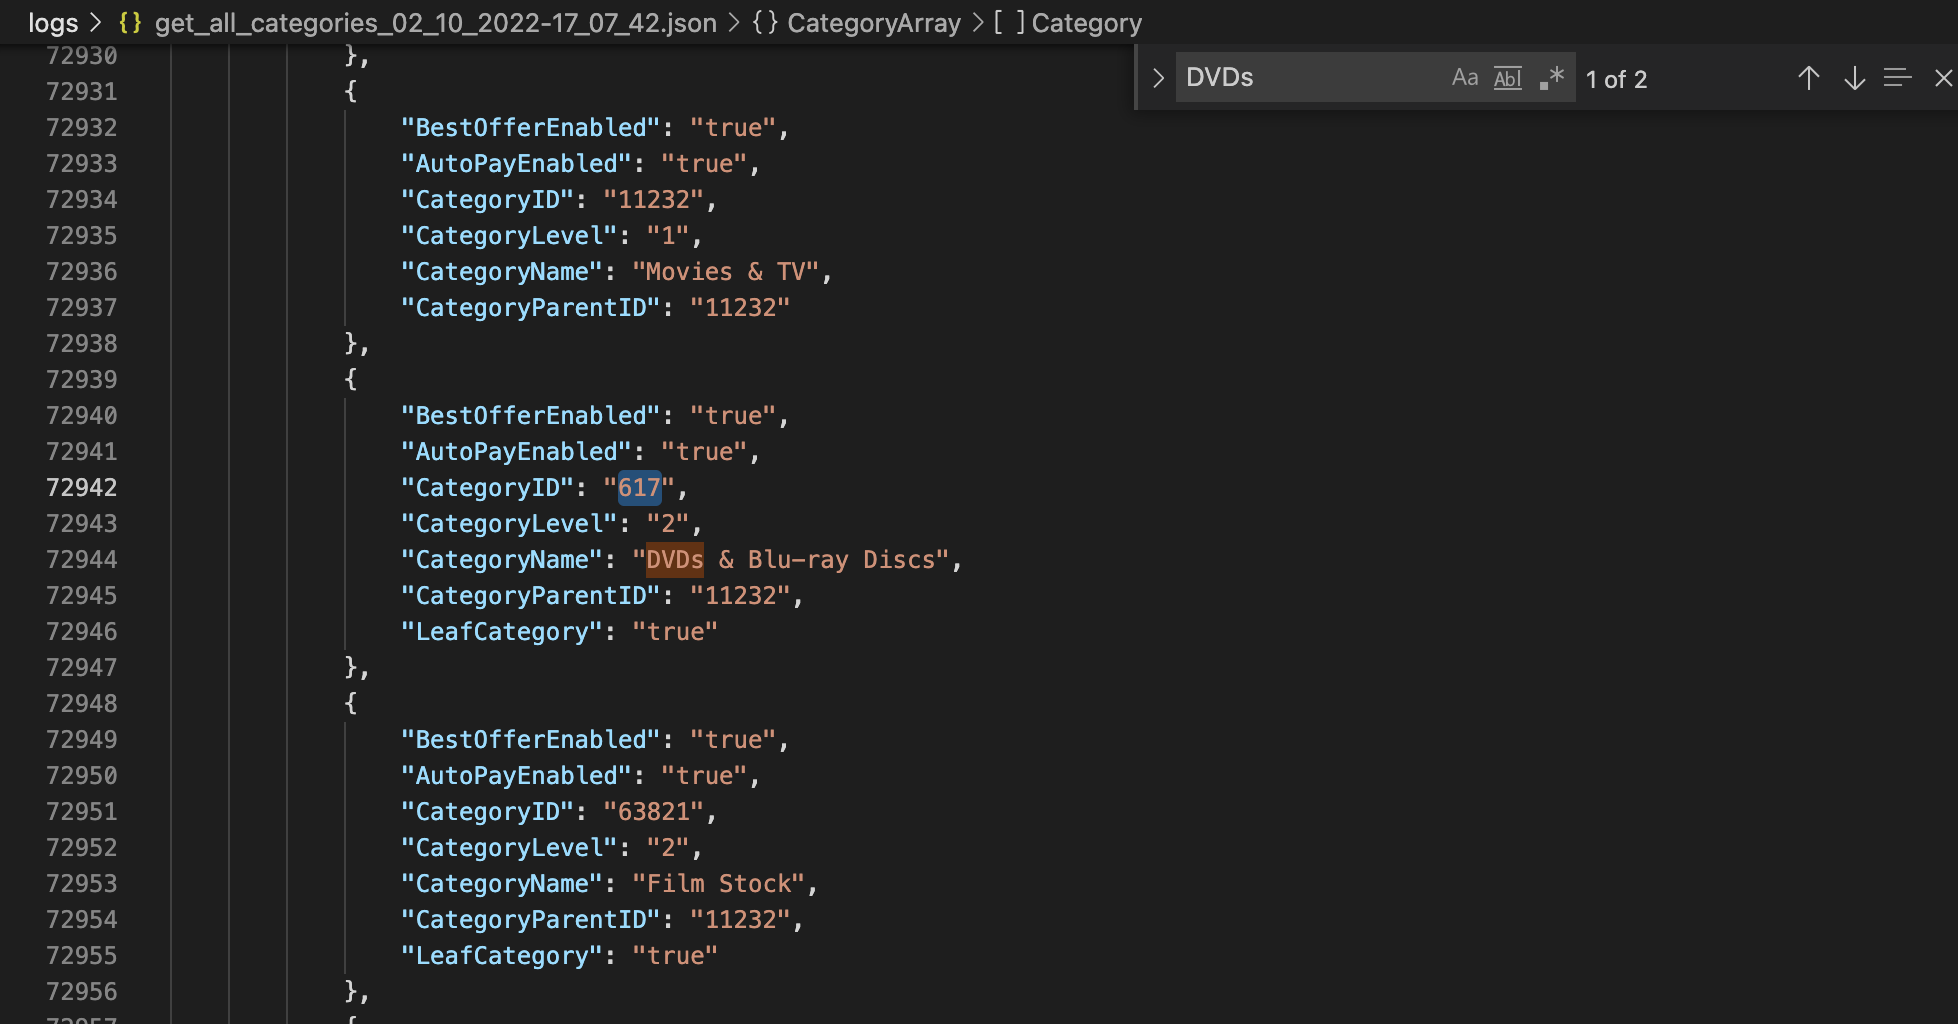 logs > {} get_all_categories_02_10_2022-17_07_42.json > {} CategoryArray > [ ] Category
DVDs Aa Abl .* 1 of 2
72930 },
72931 {
72932 "BestOfferEnabled": "true",
72933 "AutoPayEnabled": "true",
72934 "CategoryID": "11232",
72935 "CategoryLevel": "1",
72936 "CategoryName": "Movies & TV",
72937 "CategoryParentID": "11232"
72938 },
72939 {
72940 "BestOfferEnabled": "true",
72941 "AutoPayEnabled": "true",
72942 "CategoryID": "617",
72943 "CategoryLevel": "2",
72944 "CategoryName": "DVDs & Blu-ray Discs",
72945 "CategoryParentID": "11232",
72946 "LeafCategory": "true"
72947 },
72948 {
72949 "BestOfferEnabled": "true",
72950 "AutoPayEnabled": "true",
72951 "CategoryID": "63821",
72952 "CategoryLevel": "2",
72953 "CategoryName": "Film Stock",
72954 "CategoryParentID": "11232",
72955 "LeafCategory": "true"
72956 },
72957 {